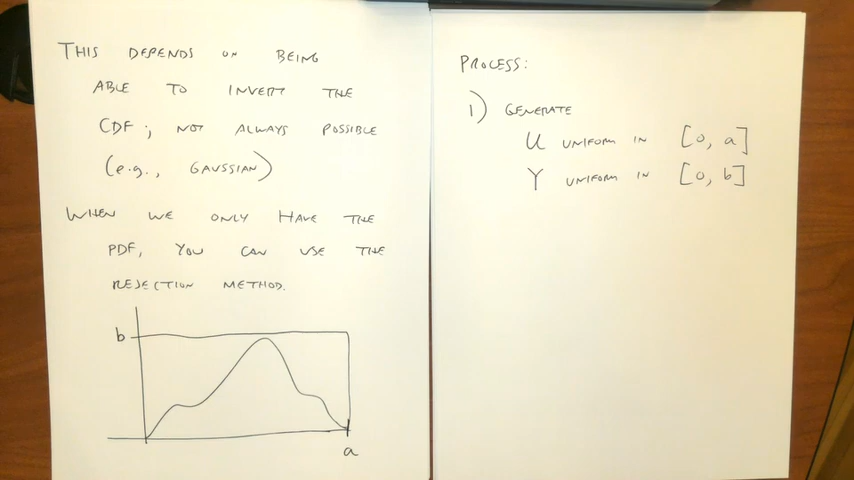 THIS DEPENDS ON BEING
ABLE TO INVERT THE
CDF; NOT ALWAYS POSSIBLE
(e.g., GAUSSIAN)
WHEN WE ONLY HAVE THE
PDF, YOU CAN USE THE
REJECTION METHOD.
b
a
PROCESS:
1) GENERATE
U UNIFORM IN [0, a]
Y UNIFORM IN [0, b]